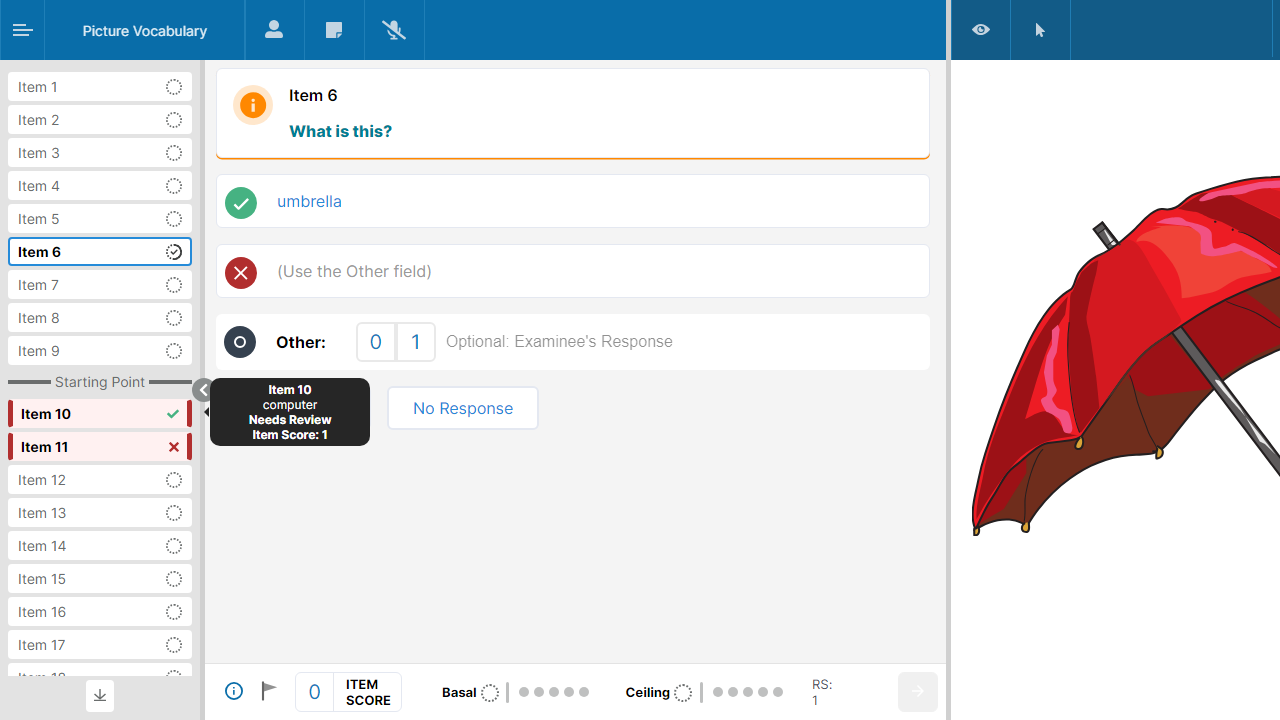 Picture Vocabulary
Item 1
Item 2
Item 3
Item 4
Item 5
Item 6
Item 7
Item 8
Item 9
Starting Point
Item 10
Item 11
Item 12
Item 13
Item 14
Item 15
Item 16
Item 17
Item 18
Item 6
What is this?
umbrella
(Use the Other field)
Other: 0 1 Optional: Examinee's Response
Item 10
computer
Needs Review
Item Score: 1
No Response
0 ITEM SCORE
Basal
Ceiling
RS:
1